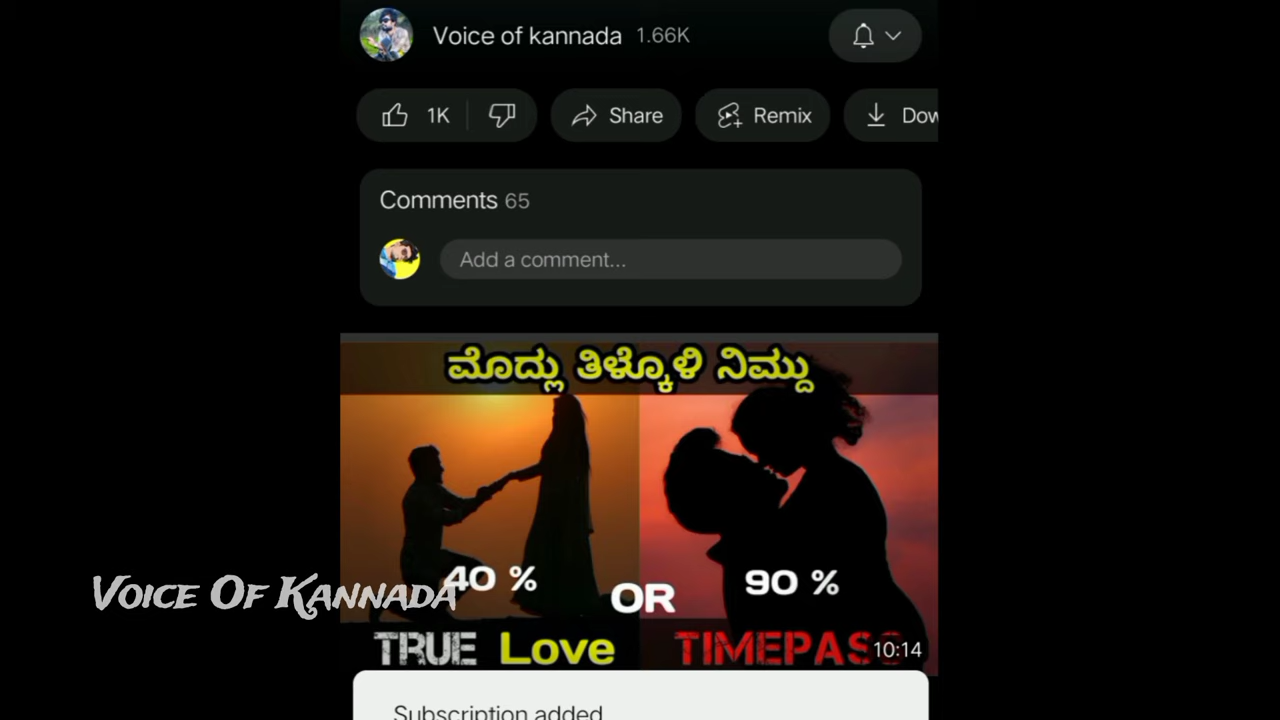 Voice of kannada 1.66K
1K Share Remix Dow
Comments 65
Add a comment...
ಮೊದ್ಲು ತಿಳ್ಕೊಳಿ ನಿಮ್ದು
40 % OR 90 %
TRUE Love TIMEPASS 10:14
Voice Of Kannada
Subscription added